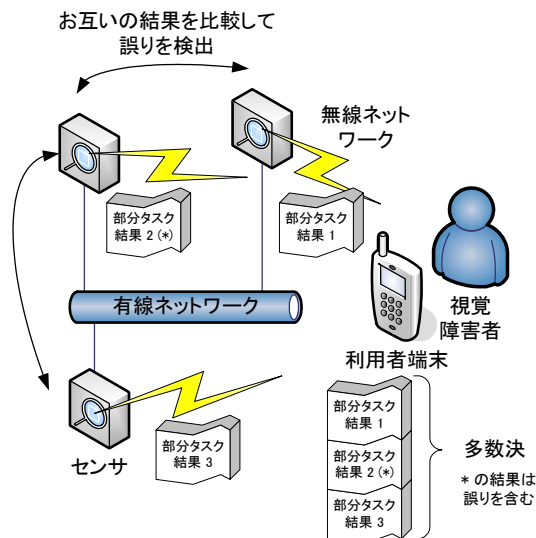 お互いの結果を比較して
誤りを検出
無線ネット
ワーク
部分タスク
結果 2 (*)
部分タスク
結果 1
有線ネットワーク
視覚
障害者
利用者端末
センサ
部分タスク
結果 3
部分タスク
結果 1
部分タスク
結果 2 (*)
部分タスク
結果 3
多数決
* の結果は
誤りを含む